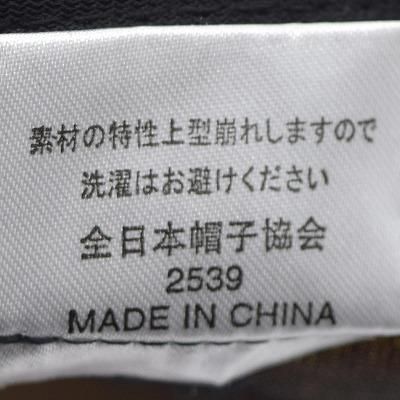 素材の特性上型崩れしますので
洗濯はお避けください
全日本帽子協会
2539
MADE IN CHINA